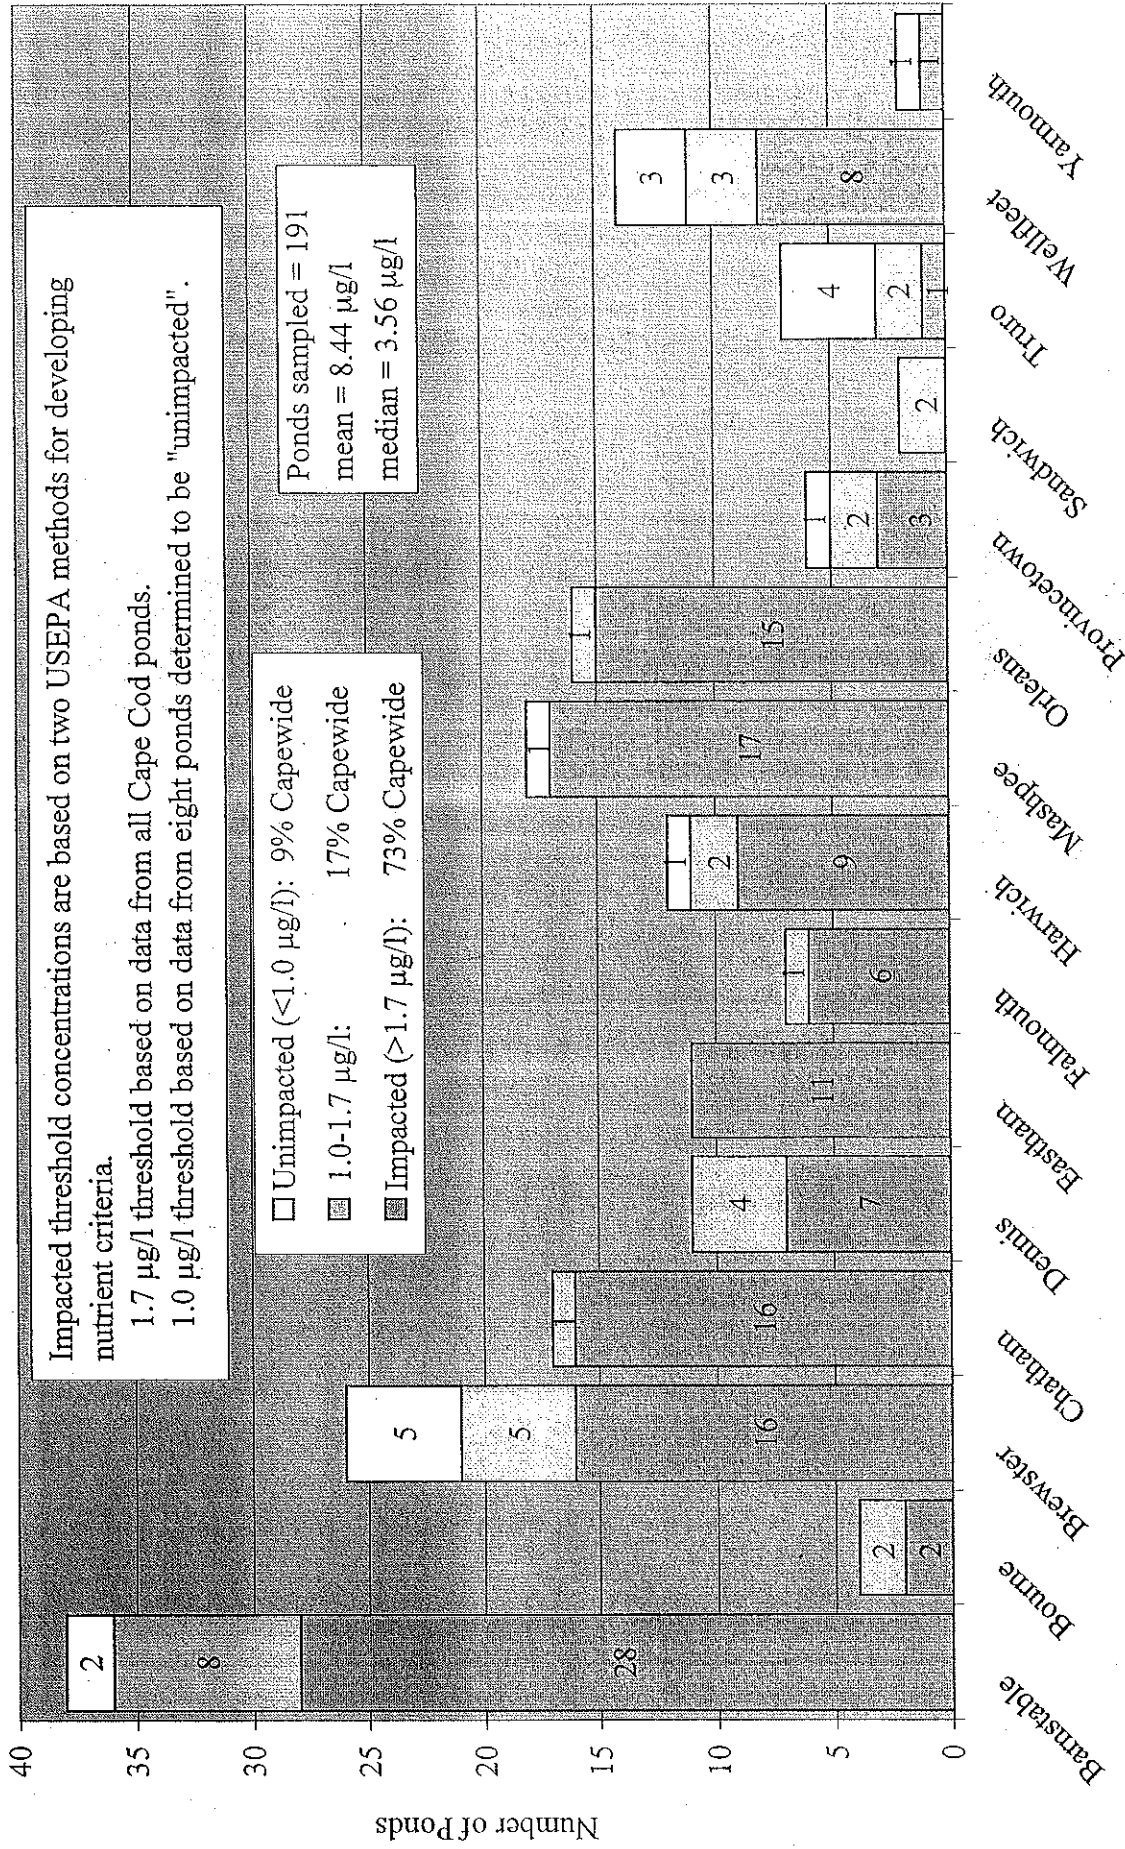 Impacted threshold concentrations are based on two USEPA methods for developing
nutrient criteria.
1.7 µg/l threshold based on data from all Cape Cod ponds.
1.0 µg/l threshold based on data from eight ponds determined to be "unimpacted".
Unimpacted (<1.0 µg/l): 9% Capewide
1.0-1.7 µg/l: 17% Capewide
Impacted (>1.7 µg/l): 73% Capewide
Ponds sampled = 191
mean = 8.44 µg/l
median = 3.56 µg/l
Number of Ponds
40
35
30
25
20
15
10
5
0
2
8
28
2
2
5
5
16
1
16
4
7
11
1
6
1
2
9
1
17
1
15
1
2
3
2
4
2
1
3
3
8
1
1
Barnstable
Bourne
Brewster
Chatham
Dennis
Eastham
Falmouth
Harwich
Mashpee
Orleans
Provincetown
Sandwich
Truro
Wellfleet
Yarmouth